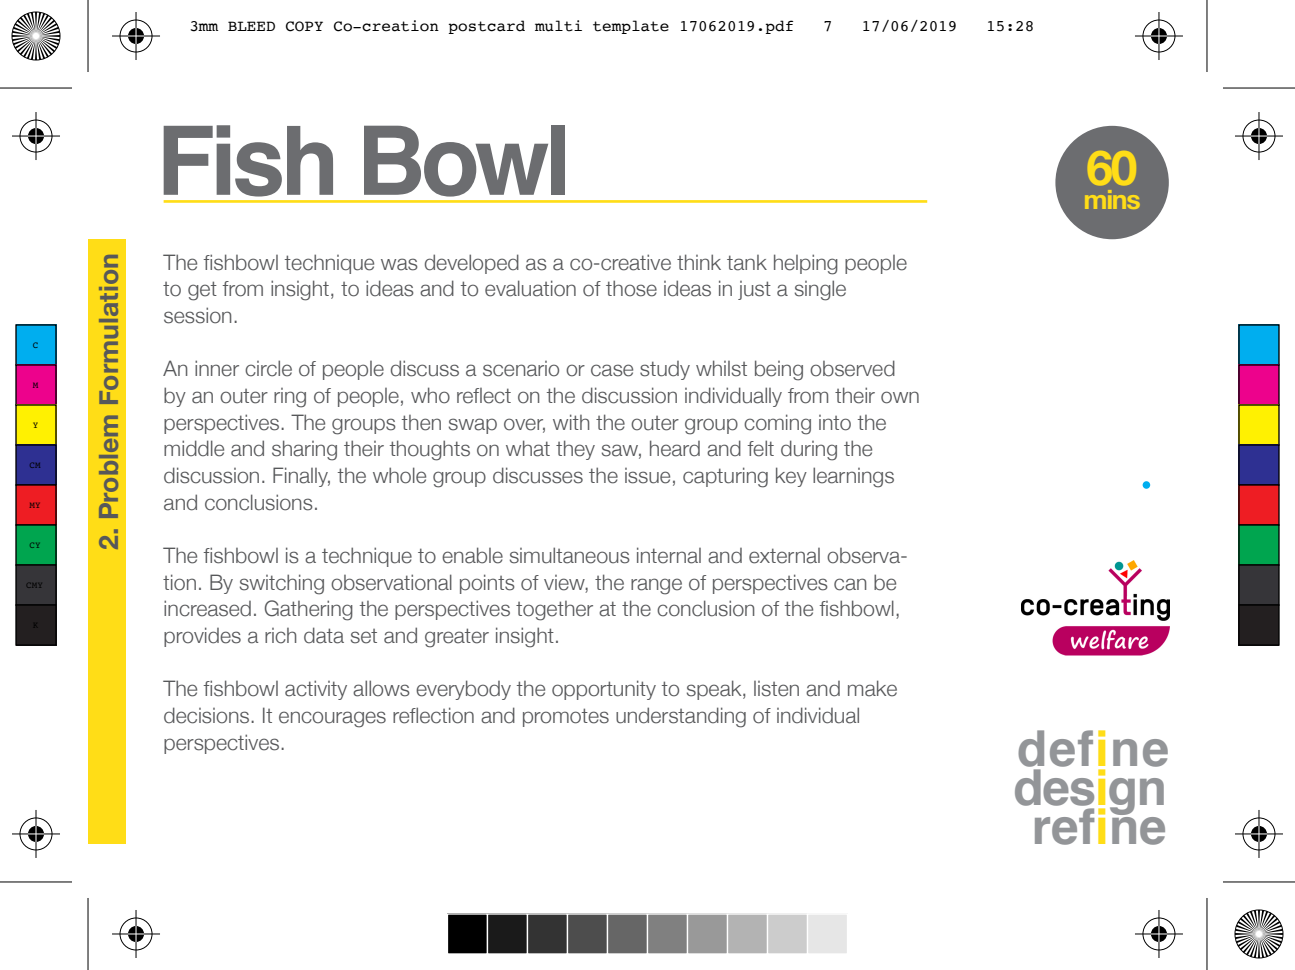 3mm BLEED COPY Co-creation postcard multi template 17062019.pdf 7 17/06/2019 15:28
Fish Bowl
60
mins
2. Problem Formulation
The fishbowl technique was developed as a co-creative think tank helping people
to get from insight, to ideas and to evaluation of those ideas in just a single
session.
An inner circle of people discuss a scenario or case study whilst being observed
by an outer ring of people, who reflect on the discussion individually from their own
perspectives. The groups then swap over, with the outer group coming into the
middle and sharing their thoughts on what they saw, heard and felt during the
discussion. Finally, the whole group discusses the issue, capturing key learnings
and conclusions.
The fishbowl is a technique to enable simultaneous internal and external observa-
tion. By switching observational points of view, the range of perspectives can be
increased. Gathering the perspectives together at the conclusion of the fishbowl,
provides a rich data set and greater insight.
The fishbowl activity allows everybody the opportunity to speak, listen and make
decisions. It encourages reflection and promotes understanding of individual
perspectives.
C
M
Y
CM
MY
CY
CMY
K
co-creating
welfare
define
design
refine